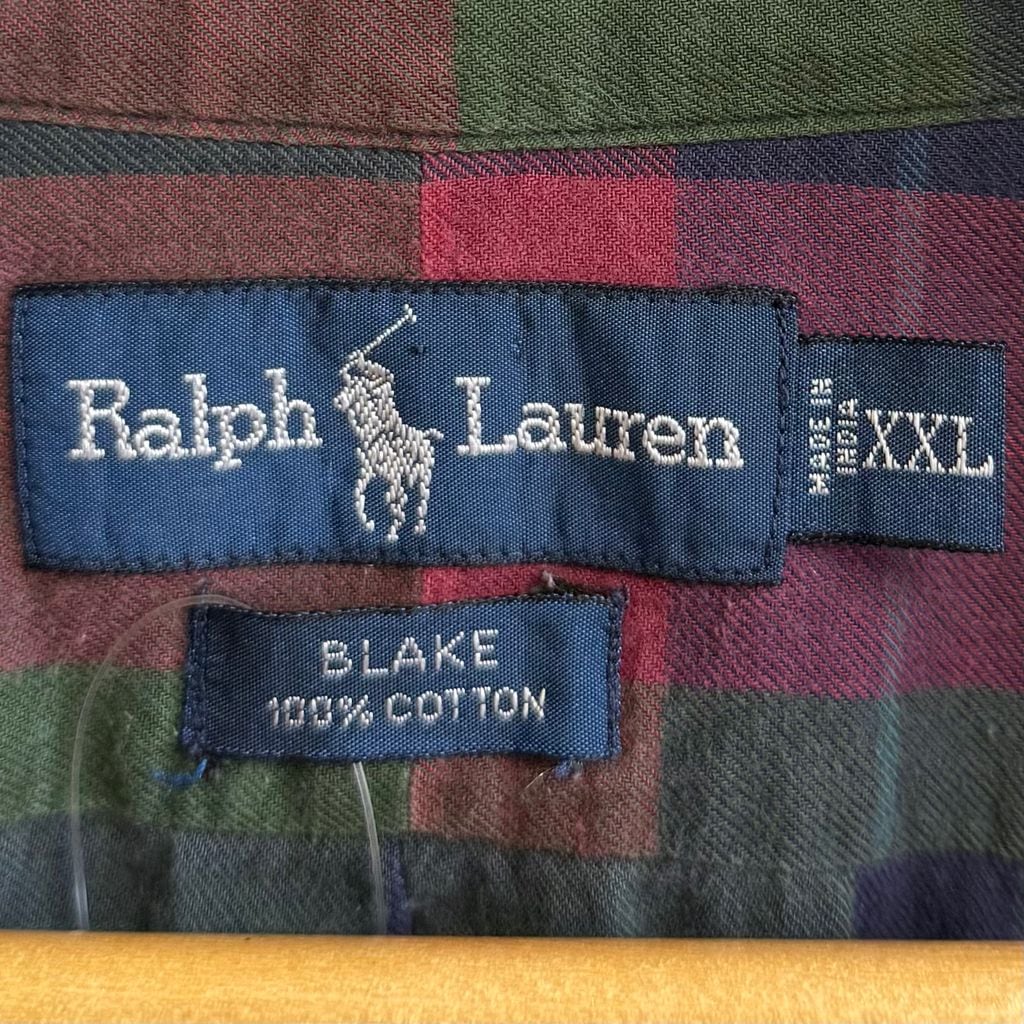 Ralph Lauren
MADE IN
INDIA
XXL
BLAKE
100% COTTON